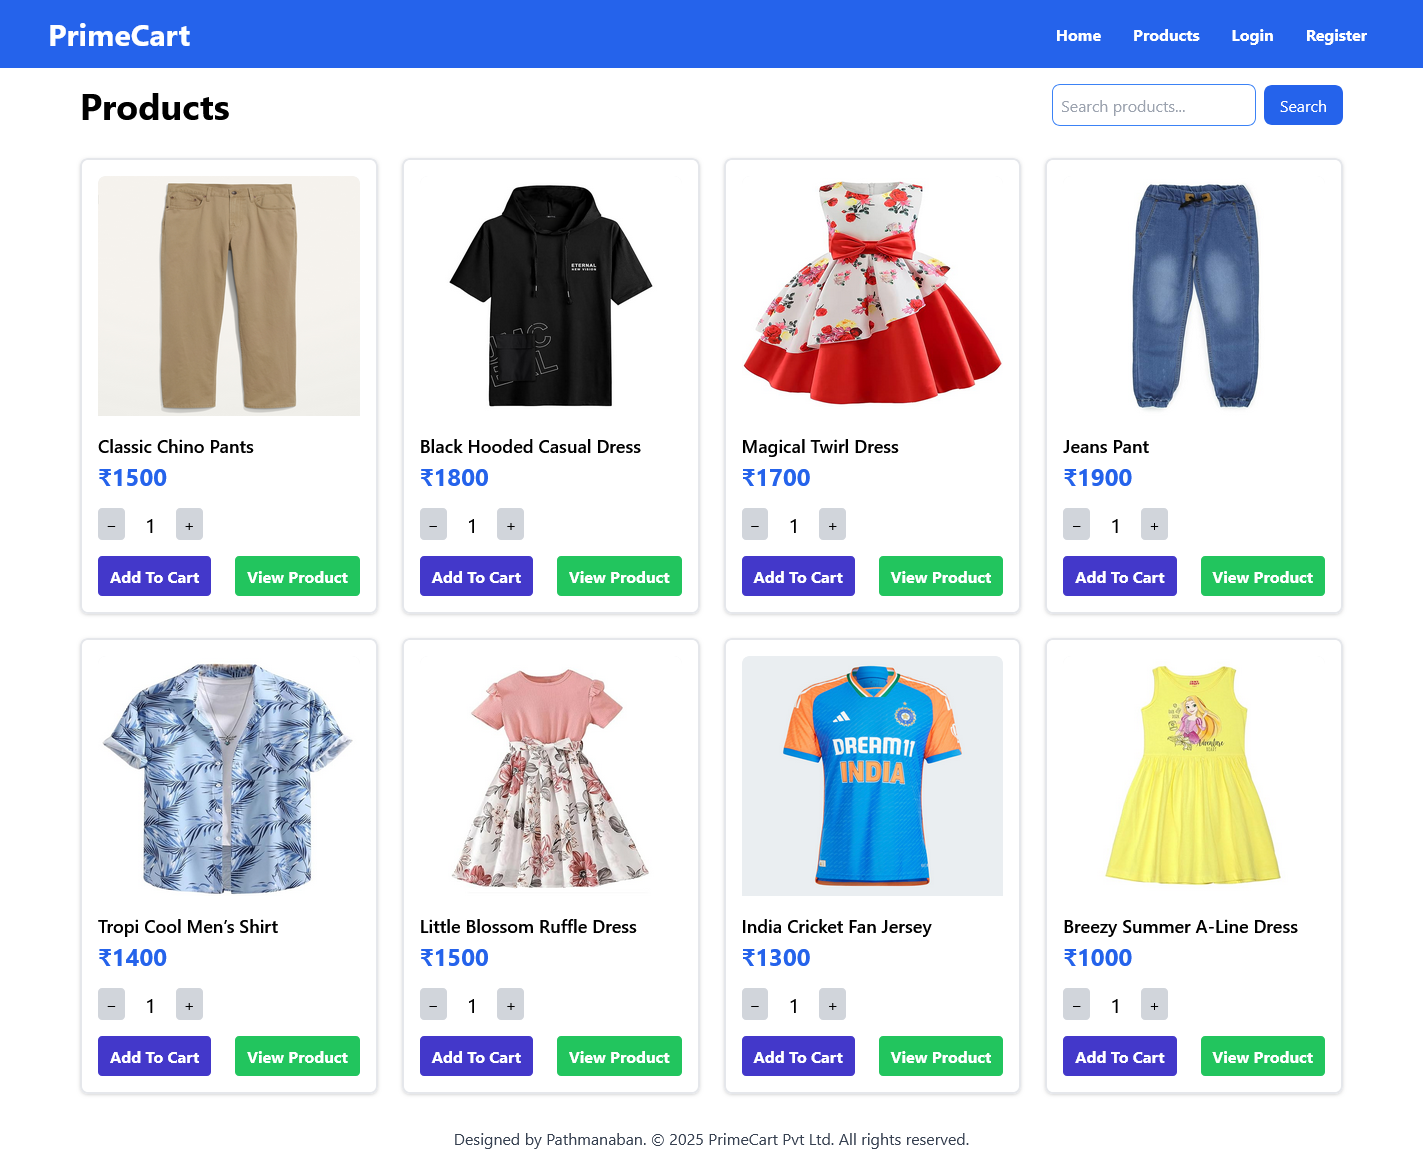 PrimeCart
Home Products Login Register
Products
Search products...
Search
ETERNAL
NEW VISION
Classic Chino Pants
₹1500
− 1 +
Add To Cart View Product
Black Hooded Casual Dress
₹1800
− 1 +
Add To Cart View Product
Magical Twirl Dress
₹1700
− 1 +
Add To Cart View Product
Jeans Pant
₹1900
− 1 +
Add To Cart View Product
Tropi Cool Men’s Shirt
₹1400
− 1 +
Add To Cart View Product
Little Blossom Ruffle Dress
₹1500
− 1 +
Add To Cart View Product
DREAM11
INDIA
India Cricket Fan Jersey
₹1300
− 1 +
Add To Cart View Product
Adventure
Breezy Summer A-Line Dress
₹1000
− 1 +
Add To Cart View Product
Designed by Pathmanaban. © 2025 PrimeCart Pvt Ltd. All rights reserved.